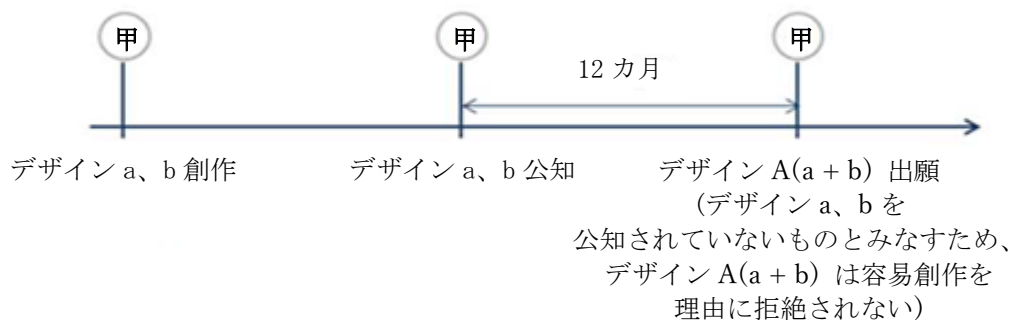 甲
甲
甲
12 カ月
デザイン a、b 創作
デザイン a、b 公知
デザイン A(a + b) 出願
（デザイン a、b を
公知されていないものとみなすため、
デザイン A(a + b) は容易創作を
理由に拒絶されない）